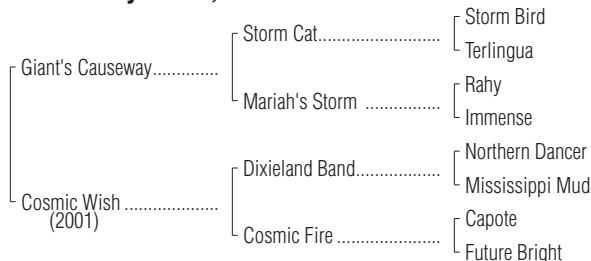 Storm Bird
Storm Cat..................
Terlingua
Giant's Causeway..............
Rahy
Mariah's Storm ................
Immense
Northern Dancer
Dixieland Band....................
Mississippi Mud
Cosmic Wish ....................
(2001)
Capote
Cosmic Fire ......................
Future Bright